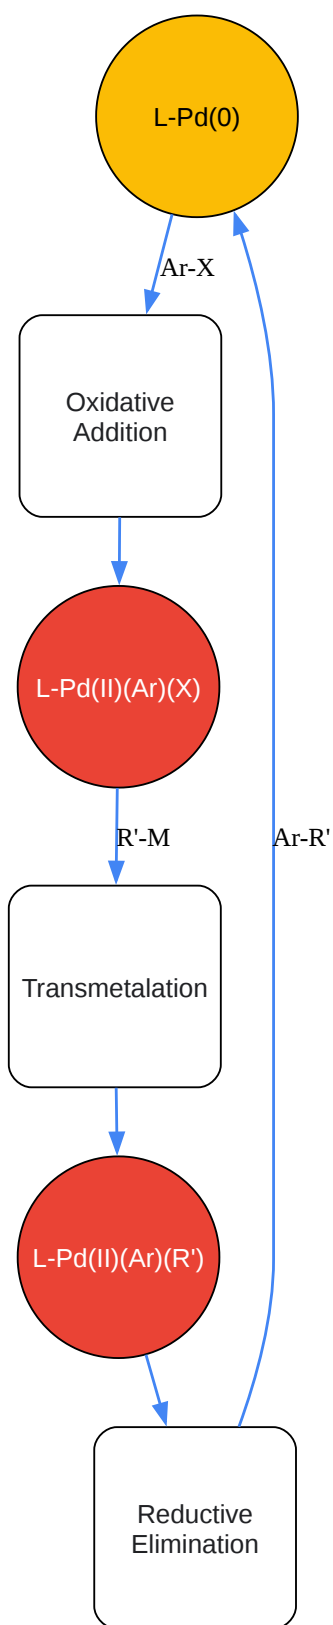 L-Pd(0)
Ar-X
Oxidative
Addition
L-Pd(II)(Ar)(X)
R'-M
Ar-R'
Transmetalation
L-Pd(II)(Ar)(R')
Reductive
Elimination